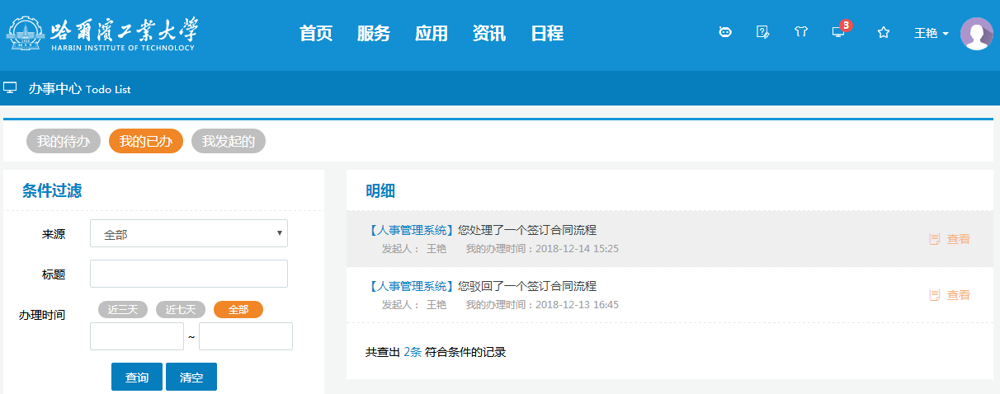 哈爾濱工業大學
HARBIN INSTITUTE OF TECHNOLOGY
首页 服务 应用 资讯 日程
3
王艳
办事中心 Todo List
我的待办 我的已办 我发起的
条件过滤
来源 全部
标题
办理时间 近三天 近七天 全部
~
查询 清空
明细
【人事管理系统】您处理了一个签订合同流程
发起人： 王艳 我的办理时间：2018-12-14 15:25
查看
【人事管理系统】您驳回了一个签订合同流程
发起人： 王艳 我的办理时间：2018-12-13 16:45
查看
共查出 2条 符合条件的记录